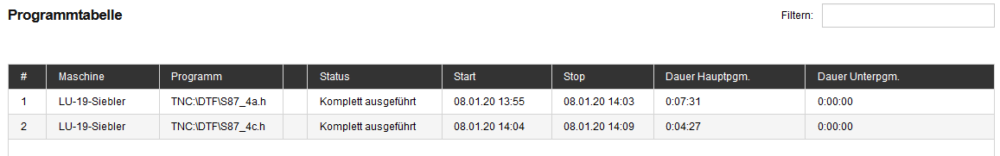 Programmtabelle
Filtern:
# Maschine Programm Status Start Stop Dauer Hauptpgm. Dauer Unterpgm.
1 LU-19-Siebler TNC:\DTF\S87_4a.h Komplett ausgeführt 08.01.20 13:55 08.01.20 14:03 0:07:31 0:00:00
2 LU-19-Siebler TNC:\DTF\S87_4c.h Komplett ausgeführt 08.01.20 14:04 08.01.20 14:09 0:04:27 0:00:00